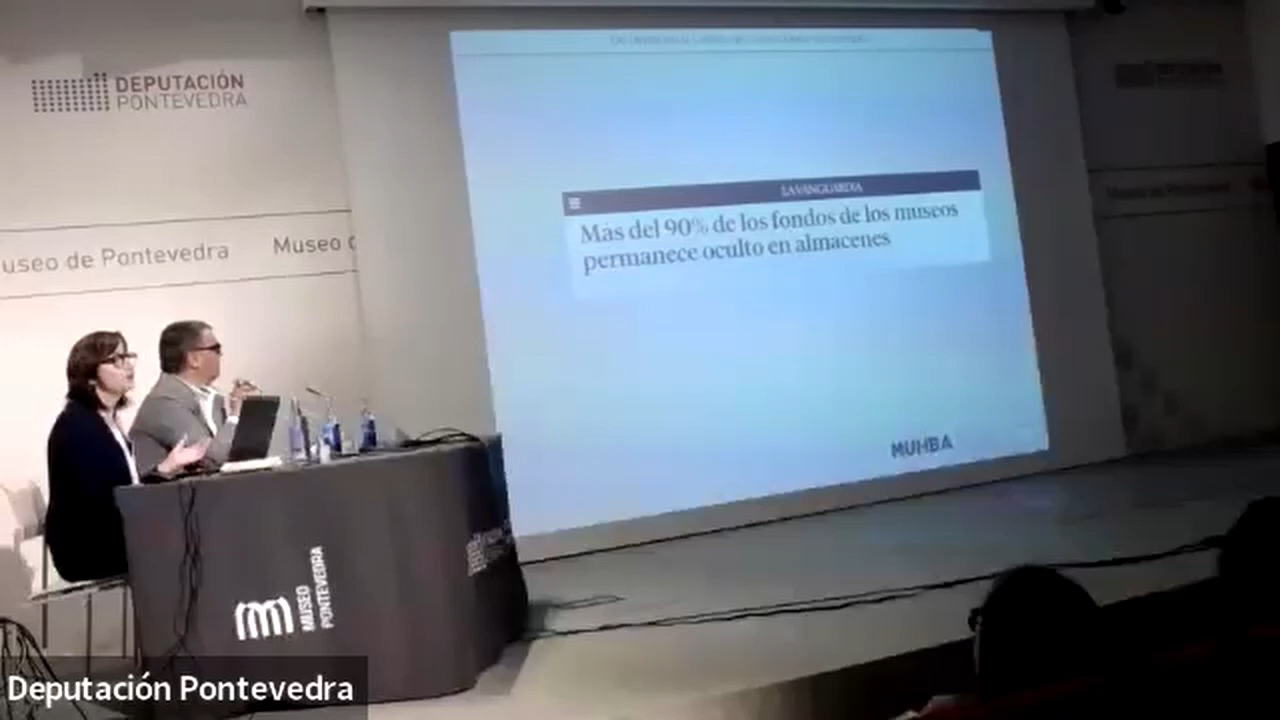 DEPUTACIÓN
PONTEVEDRA
useo de Pontevedra
Museo
LAVANGUARDIA
Más del 90% de los fondos de los museos
permanece oculto en almacenes
MUHBA
MUSEO
PONTEVEDRA
Deputación Pontevedra